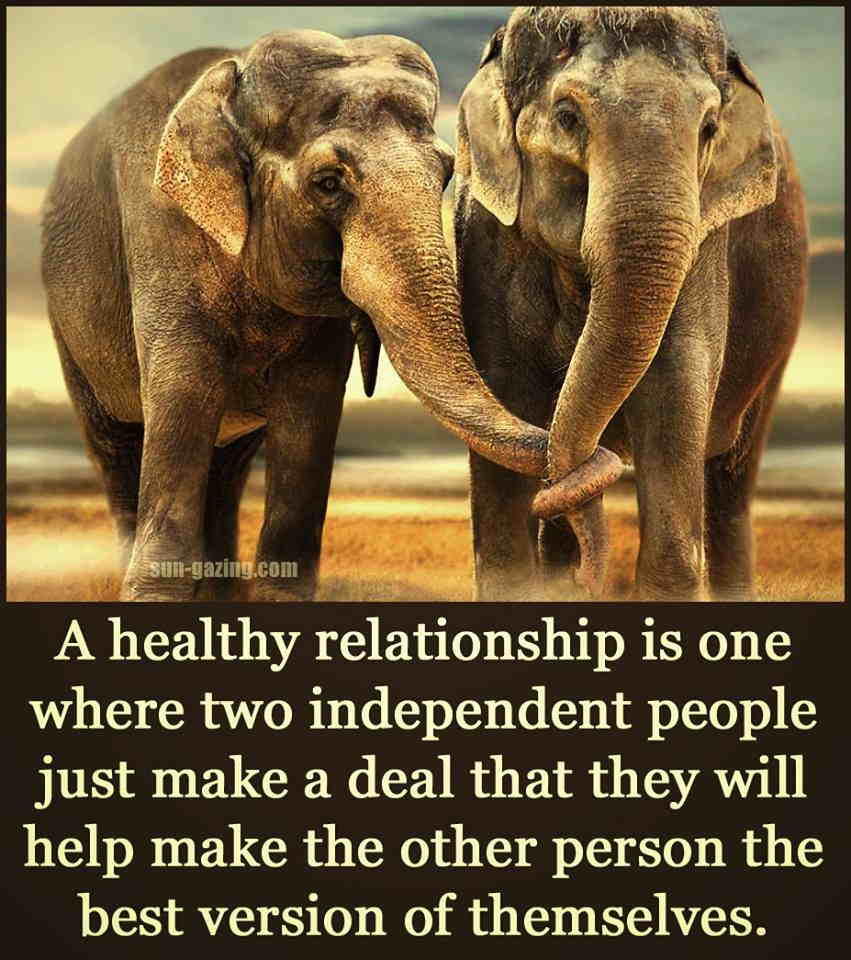 sun-gazing.com
A healthy relationship is one
where two independent people
just make a deal that they will
help make the other person the
best version of themselves.